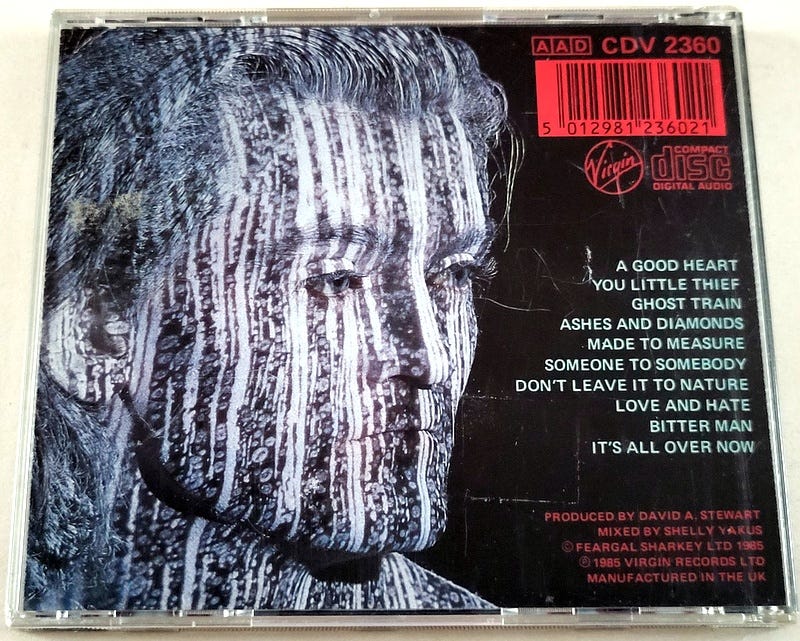 AAD CDV 2360
5 012981 236021
Virgin
COMPACT
disc
DIGITAL AUDIO
A GOOD HEART
YOU LITTLE THIEF
GHOST TRAIN
ASHES AND DIAMONDS
MADE TO MEASURE
SOMEONE TO SOMEBODY
DON'T LEAVE IT TO NATURE
LOVE AND HATE
BITTER MAN
IT'S ALL OVER NOW
PRODUCED BY DAVID A. STEWART
MIXED BY SHELLY YAKUS
© FEARGAL SHARKEY LTD 1985
℗ 1985 VIRGIN RECORDS LTD
MANUFACTURED IN THE UK